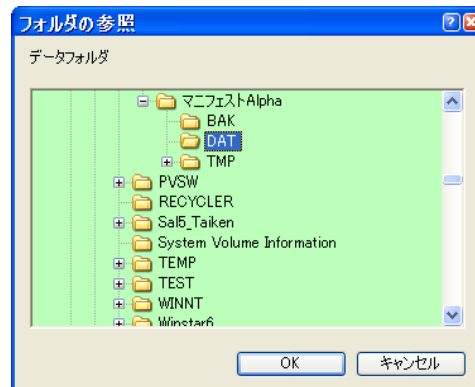 フォルダの参照
データフォルダ
マニフェストAlpha
BAK
DAT
TMP
PVSW
RECYCLER
Sal5_Taiken
System Volume Information
TEMP
TEST
WINNT
Winstar6
OK
キャンセル